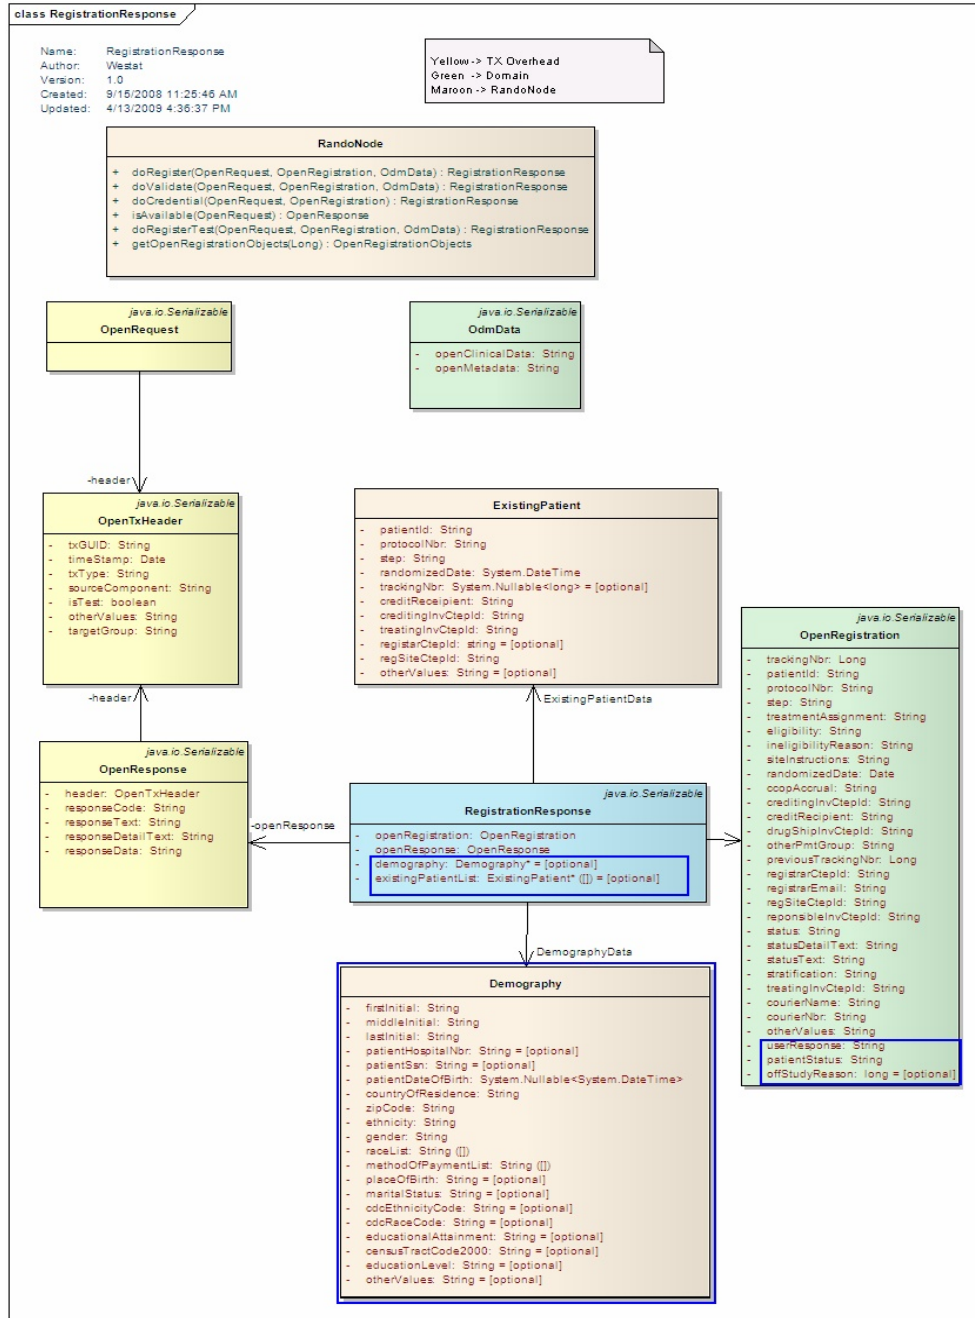 class RegistrationResponse
Name: RegistrationResponse
Author: Westat
Version: 1.0
Created: 9/15/2008 11:25:46 AM
Updated: 4/13/2009 4:36:37 PM
Yellow-> TX Overhead
Green -> Domain
Maroon -> RandoNode
RandoNode
+ doRegister(OpenRequest, OpenRegistration, OdmData) : RegistrationResponse
+ doValidate(OpenRequest, OpenRegistration, OdmData) : RegistrationResponse
+ doCredential(OpenRequest, OpenRegistration) : RegistrationResponse
+ isAvailable(OpenRequest) : OpenResponse
+ doRegisterTest(OpenRequest, OpenRegistration, OdmData) : RegistrationResponse
+ getOpenRegistrationObjects(Long) : OpenRegistrationObjects
java.io.Serializable
OpenRequest
java.io.Serializable
OdmData
- openClinicalData: String
- openMetadata: String
-header
java.io.Serializable
OpenTxHeader
- txGUID: String
- timeStamp: Date
- txType: String
- sourceComponent: String
- isTest: boolean
- otherValues: String
- targetGroup: String
ExistingPatient
- patientId: String
- protocolNbr: String
- step: String
- randomizedDate: System.DateTime
- trackingNbr: System.Nullable<long> = [optional]
- creditReceipient: String
- creditingInvCtepId: String
- treatingInvCtepId: String
- registarCtepId: string = [optional]
- regSiteCtepId: String
- otherValues: String = [optional]
java.io.Serializable
OpenRegistration
- trackingNbr: Long
- patientId: String
- protocolNbr: String
- step: String
- treatmentAssignment: String
- eligibility: String
- ineligibilityReason: String
- siteInstructions: String
- randomizedDate: Date
- ccopAccrual: String
- creditingInvCtepId: String
- creditRecipient: String
- drugShipInvCtepId: String
- otherPmtGroup: String
- previousTrackingNbr: Long
- registrarCtepId: String
- registrarEmail: String
- regSiteCtepId: String
- reponsibleInvCtepId: String
- status: String
- statusDetailText: String
- statusText: String
- stratification: String
- treatingInvCtepId: String
- courierName: String
- courierNbr: String
- otherValues: String
- userResponse: String
- patientStatus: String
- offStudyReason: long = [optional]
-header
ExistingPatientData
java.io.Serializable
OpenResponse
- header: OpenTxHeader
- responseCode: String
- responseText: String
- responseDetailText: String
- responseData: String
-openResponse
java.io.Serializable
RegistrationResponse
- openRegistration: OpenRegistration
- openResponse: OpenResponse
- demography: Demography* = [optional]
- existingPatientList: ExistingPatient* ([]) = [optional]
DemographyData
Demography
- firstInitial: String
- middleInitial: String
- lastInitial: String
- patientHospitalNbr: String = [optional]
- patientSsn: String = [optional]
- patientDateOfBirth: System.Nullable<System.DateTime>
- countryOfResidence: String
- zipCode: String
- ethnicity: String
- gender: String
- raceList: String ([])
- methodOfPaymentList: String ([])
- placeOfBirth: String = [optional]
- maritalStatus: String = [optional]
- cdcEthnicityCode: String = [optional]
- cdcRaceCode: String = [optional]
- educationalAttainment: String = [optional]
- censusTractCode2000: String = [optional]
- educationLevel: String = [optional]
- otherValues: String = [optional]